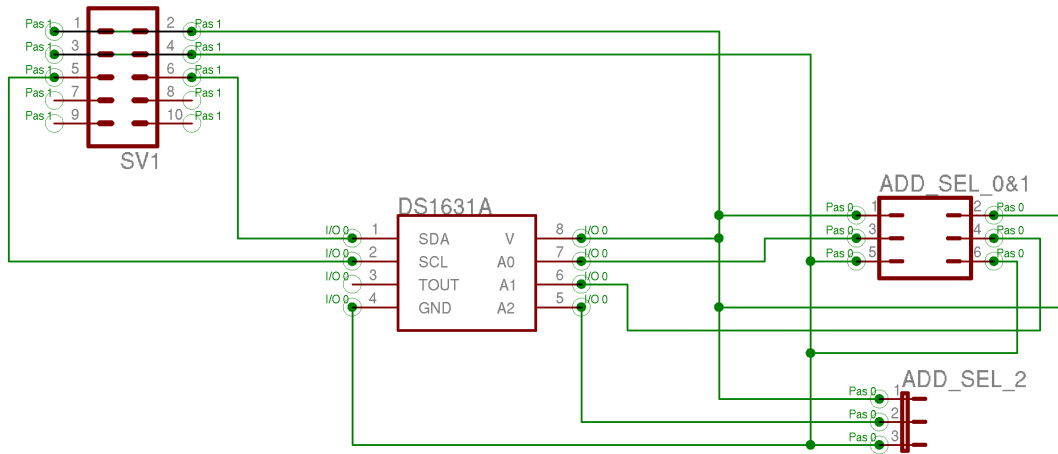 Pas 1 1 2 Pas 1
Pas 1 3 4 Pas 1
Pas 1 5 6 Pas 1
Pas 1 7 8 Pas 1
Pas 1 9 10 Pas 1
SV1
ADD_SEL_0&1
DS1631A
Pas 0 1 2 Pas 0
I/O 0 1 SDA V 8 I/O 0
Pas 0 3 4 Pas 0
I/O 0 2 SCL A0 7 I/O 0
Pas 0 5 6 Pas 0
I/O 0 3 TOUT A1 6 I/O 0
I/O 0 4 GND A2 5 I/O 0
ADD_SEL_2
Pas 0 1
Pas 0 2
Pas 0 3